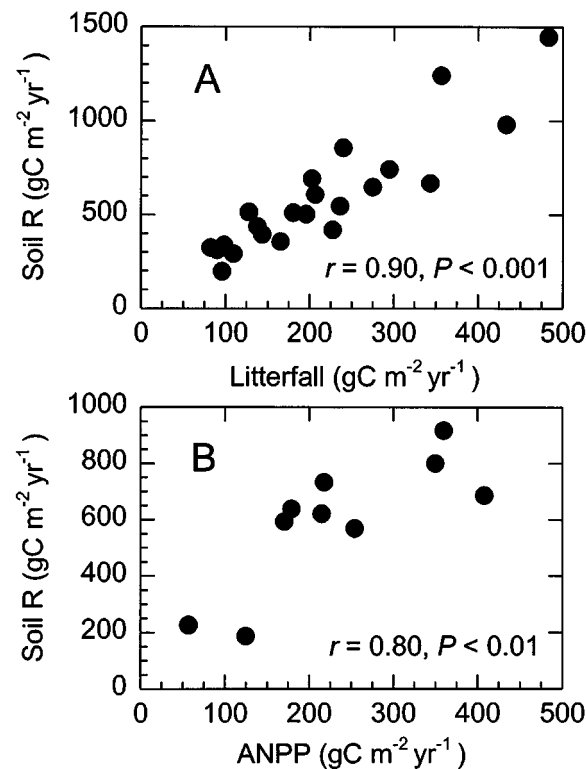 1500
A
1000
500
0
r = 0.90, P < 0.001
0 100 200 300 400 500
Soil R (gC m⁻² yr⁻¹)
Litterfall (gC m⁻² yr⁻¹)
1000
B
800
600
400
200
0
r = 0.80, P < 0.01
0 100 200 300 400 500
Soil R (gC m⁻² yr⁻¹)
ANPP (gC m⁻² yr⁻¹)